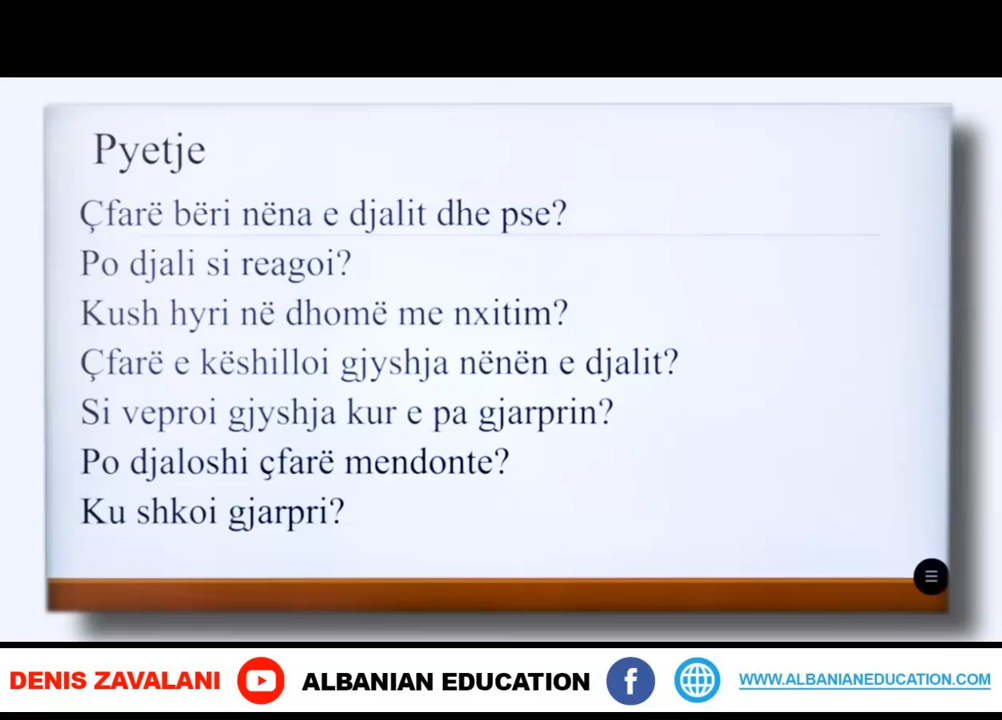 Pyetje
Çfarë bëri nëna e djalit dhe pse?
Po djali si reagoi?
Kush hyri në dhomë me nxitim?
Çfarë e këshilloi gjyshja nënën e djalit?
Si veproi gjyshja kur e pa gjarprin?
Po djaloshi çfarë mendonte?
Ku shkoi gjarpri?
DENIS ZAVALANI ALBANIAN EDUCATION f WWW.ALBANIANEDUCATION.COM